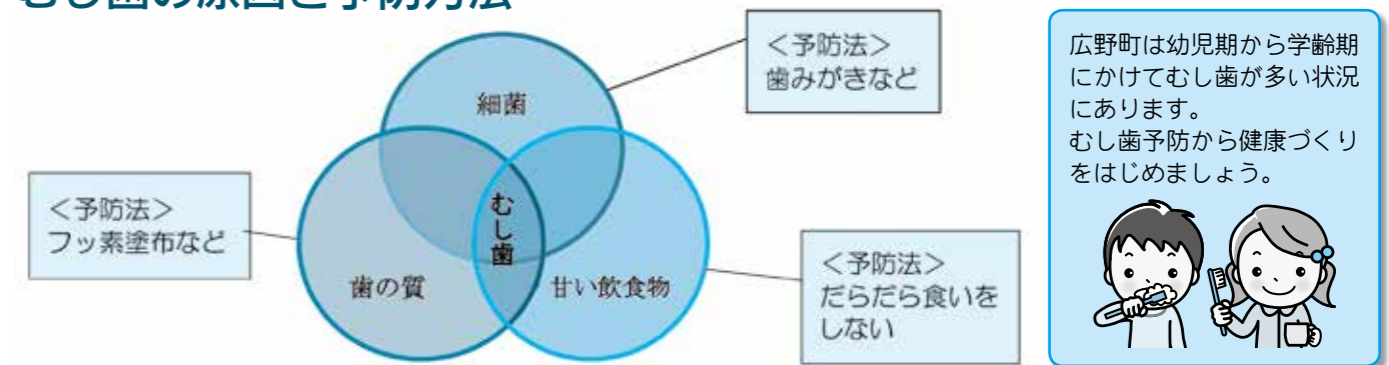 むし歯の原因と予防方法
<予防法>
歯みがきなど
細菌
<予防法>
フッ素塗布など
むし歯
歯の質
甘い飲食物
<予防法>
だらだら食いを
しない
広野町は幼児期から学齢期
にかけてむし歯が多い状況
にあります。
むし歯予防から健康づくり
をはじめましょう。